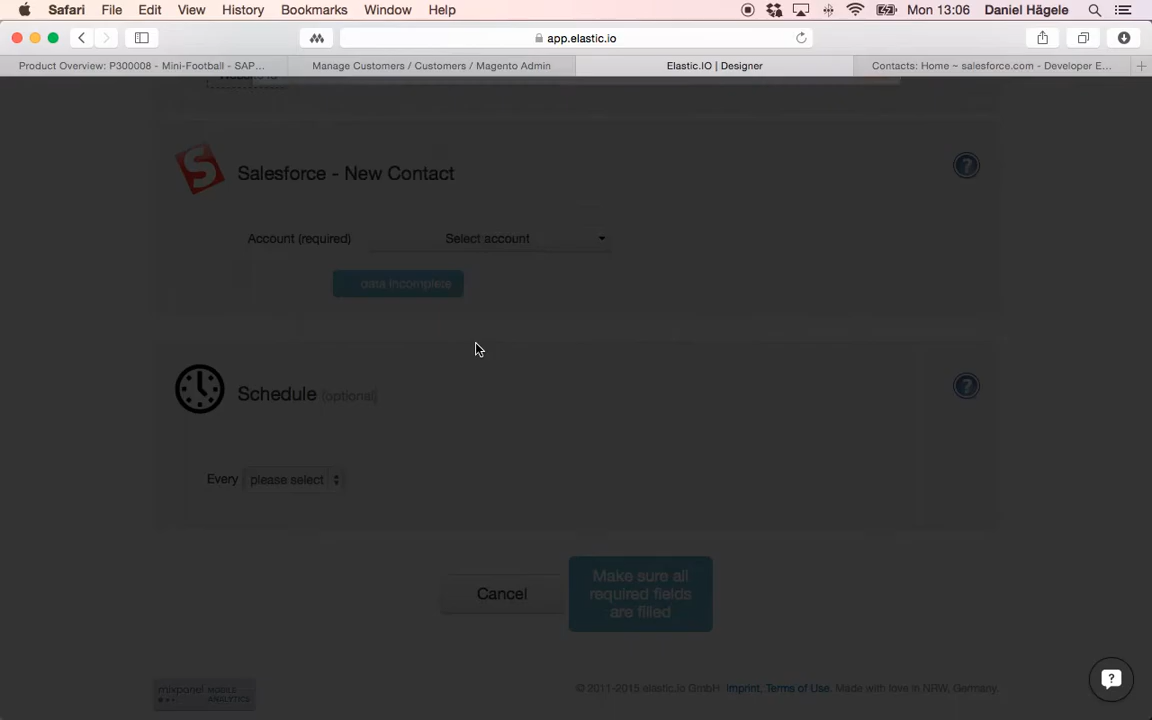 Safari File Edit View History Bookmarks Window Help Mon 13:06 Daniel Hägele
app.elastic.io
Product Overview: P300008 - Mini-Football - SAP... Manage Customers / Customers / Magento Admin Elastic.IO | Designer Contacts: Home ~ salesforce.com - Developer E...
Salesforce - New Contact ?
Account (required) Select account
data incomplete
Schedule (optional) ?
Every please select
Cancel
Make sure all
required fields
are filled
mixpanel MOBILE
ANALYTICS
© 2011-2015 elastic.io GmbH. Imprint, Terms of Use. Made with love in NRW, Germany.
?